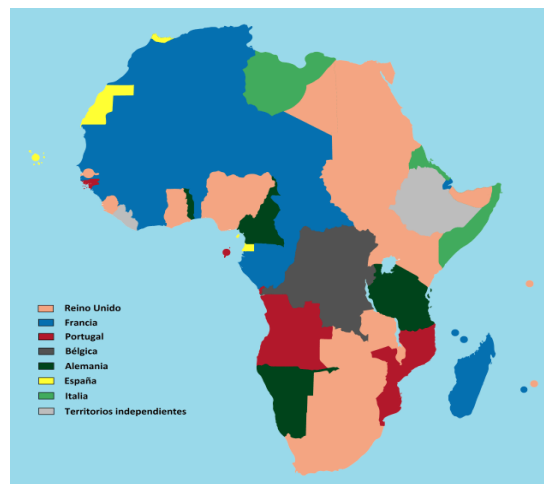 Reino Unido
Francia
Portugal
Bélgica
Alemania
España
Italia
Territorios independientes